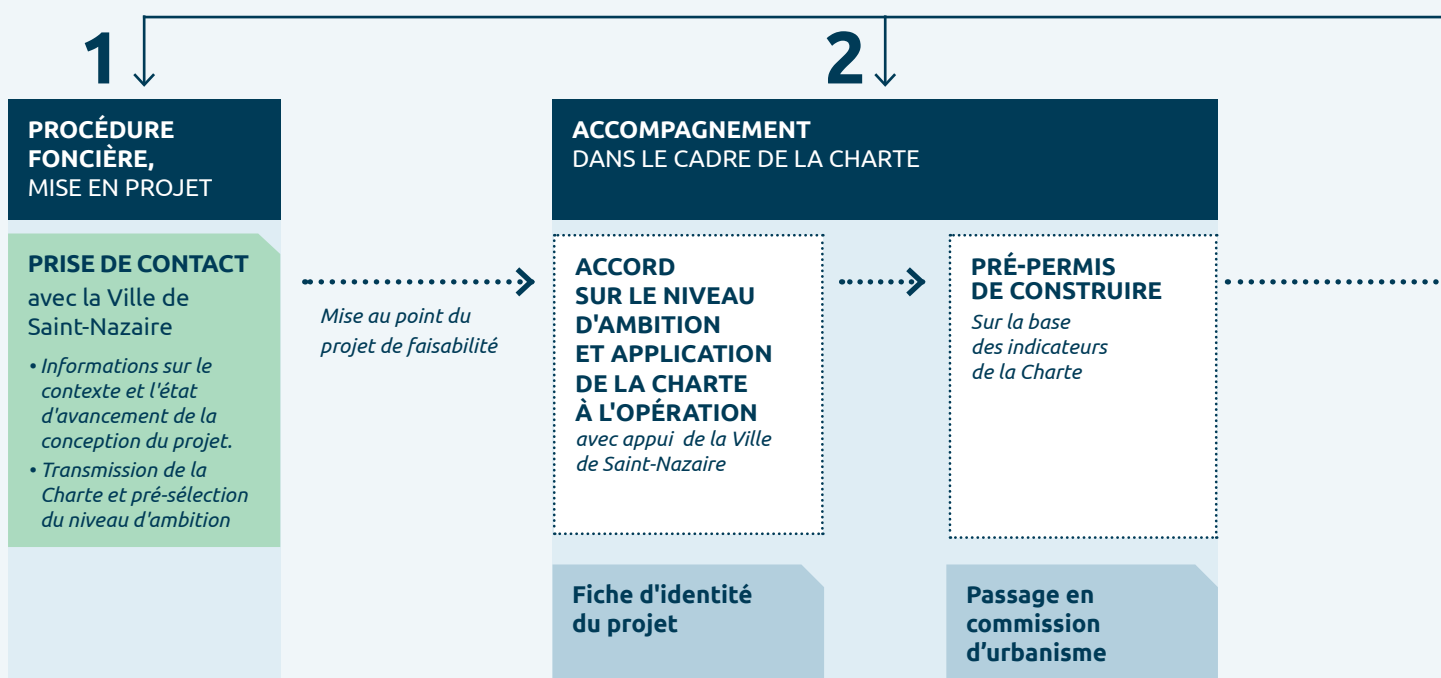 1
PROCÉDURE
FONCIÈRE,
MISE EN PROJET
PRISE DE CONTACT
avec la Ville de
Saint-Nazaire
• Informations sur le
contexte et l'état
d'avancement de la
conception du projet.
• Transmission de la
Charte et pré-sélection
du niveau d'ambition
Mise au point du
projet de faisabilité
2
ACCOMPAGNEMENT
DANS LE CADRE DE LA CHARTE
ACCORD
SUR LE NIVEAU
D'AMBITION
ET APPLICATION
DE LA CHARTE
À L'OPÉRATION
avec appui de la Ville
de Saint-Nazaire
Fiche d'identité
du projet
PRÉ-PERMIS
DE CONSTRUIRE
Sur la base
des indicateurs
de la Charte
Passage en
commission
d’urbanisme